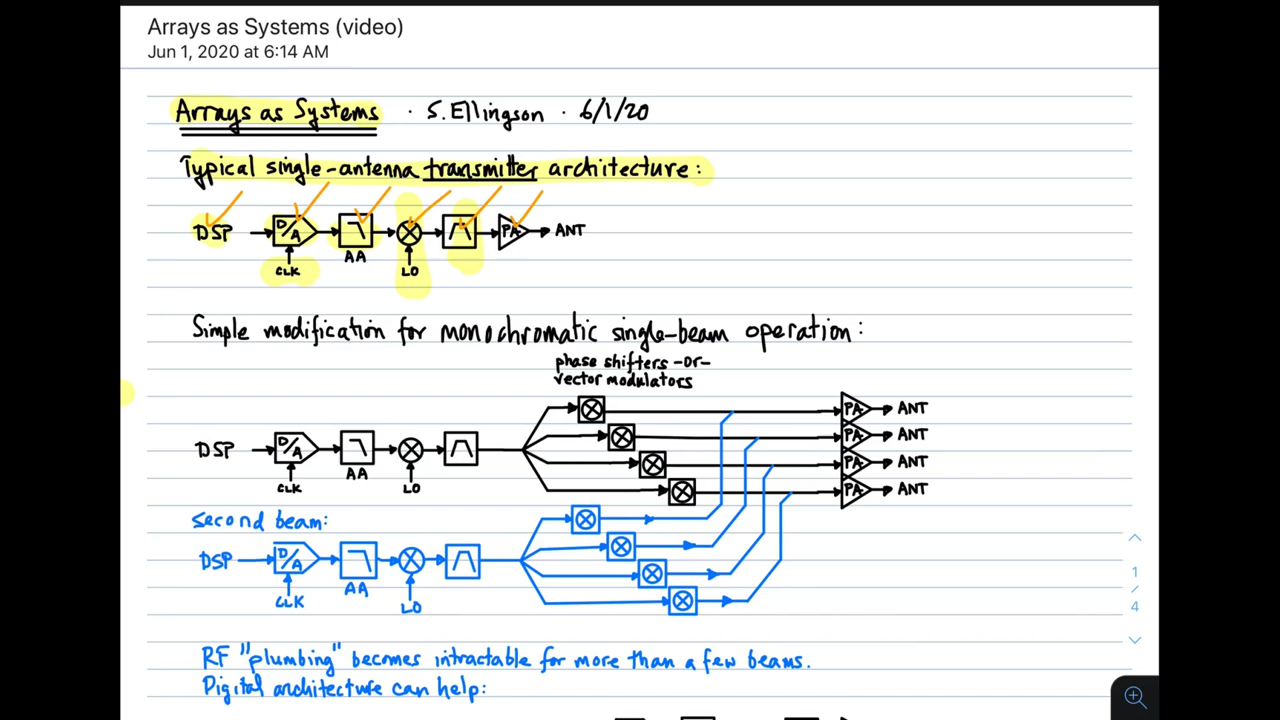 Arrays as Systems (video)
Jun 1, 2020 at 6:14 AM
Arrays as Systems · S. Ellingson · 6/1/20
Typical single-antenna transmitter architecture:
DSP D/A PA ANT
CLK AA LO
Simple modification for monochromatic single-beam operation:
phase shifters -or-
vector modulators
PA ANT
PA ANT
DSP D/A PA ANT
CLK AA LO PA ANT
second beam:
DSP D/A
CLK AA LO
1
/
4
RF "plumbing" becomes intractable for more than a few beams.
Digital architecture can help: